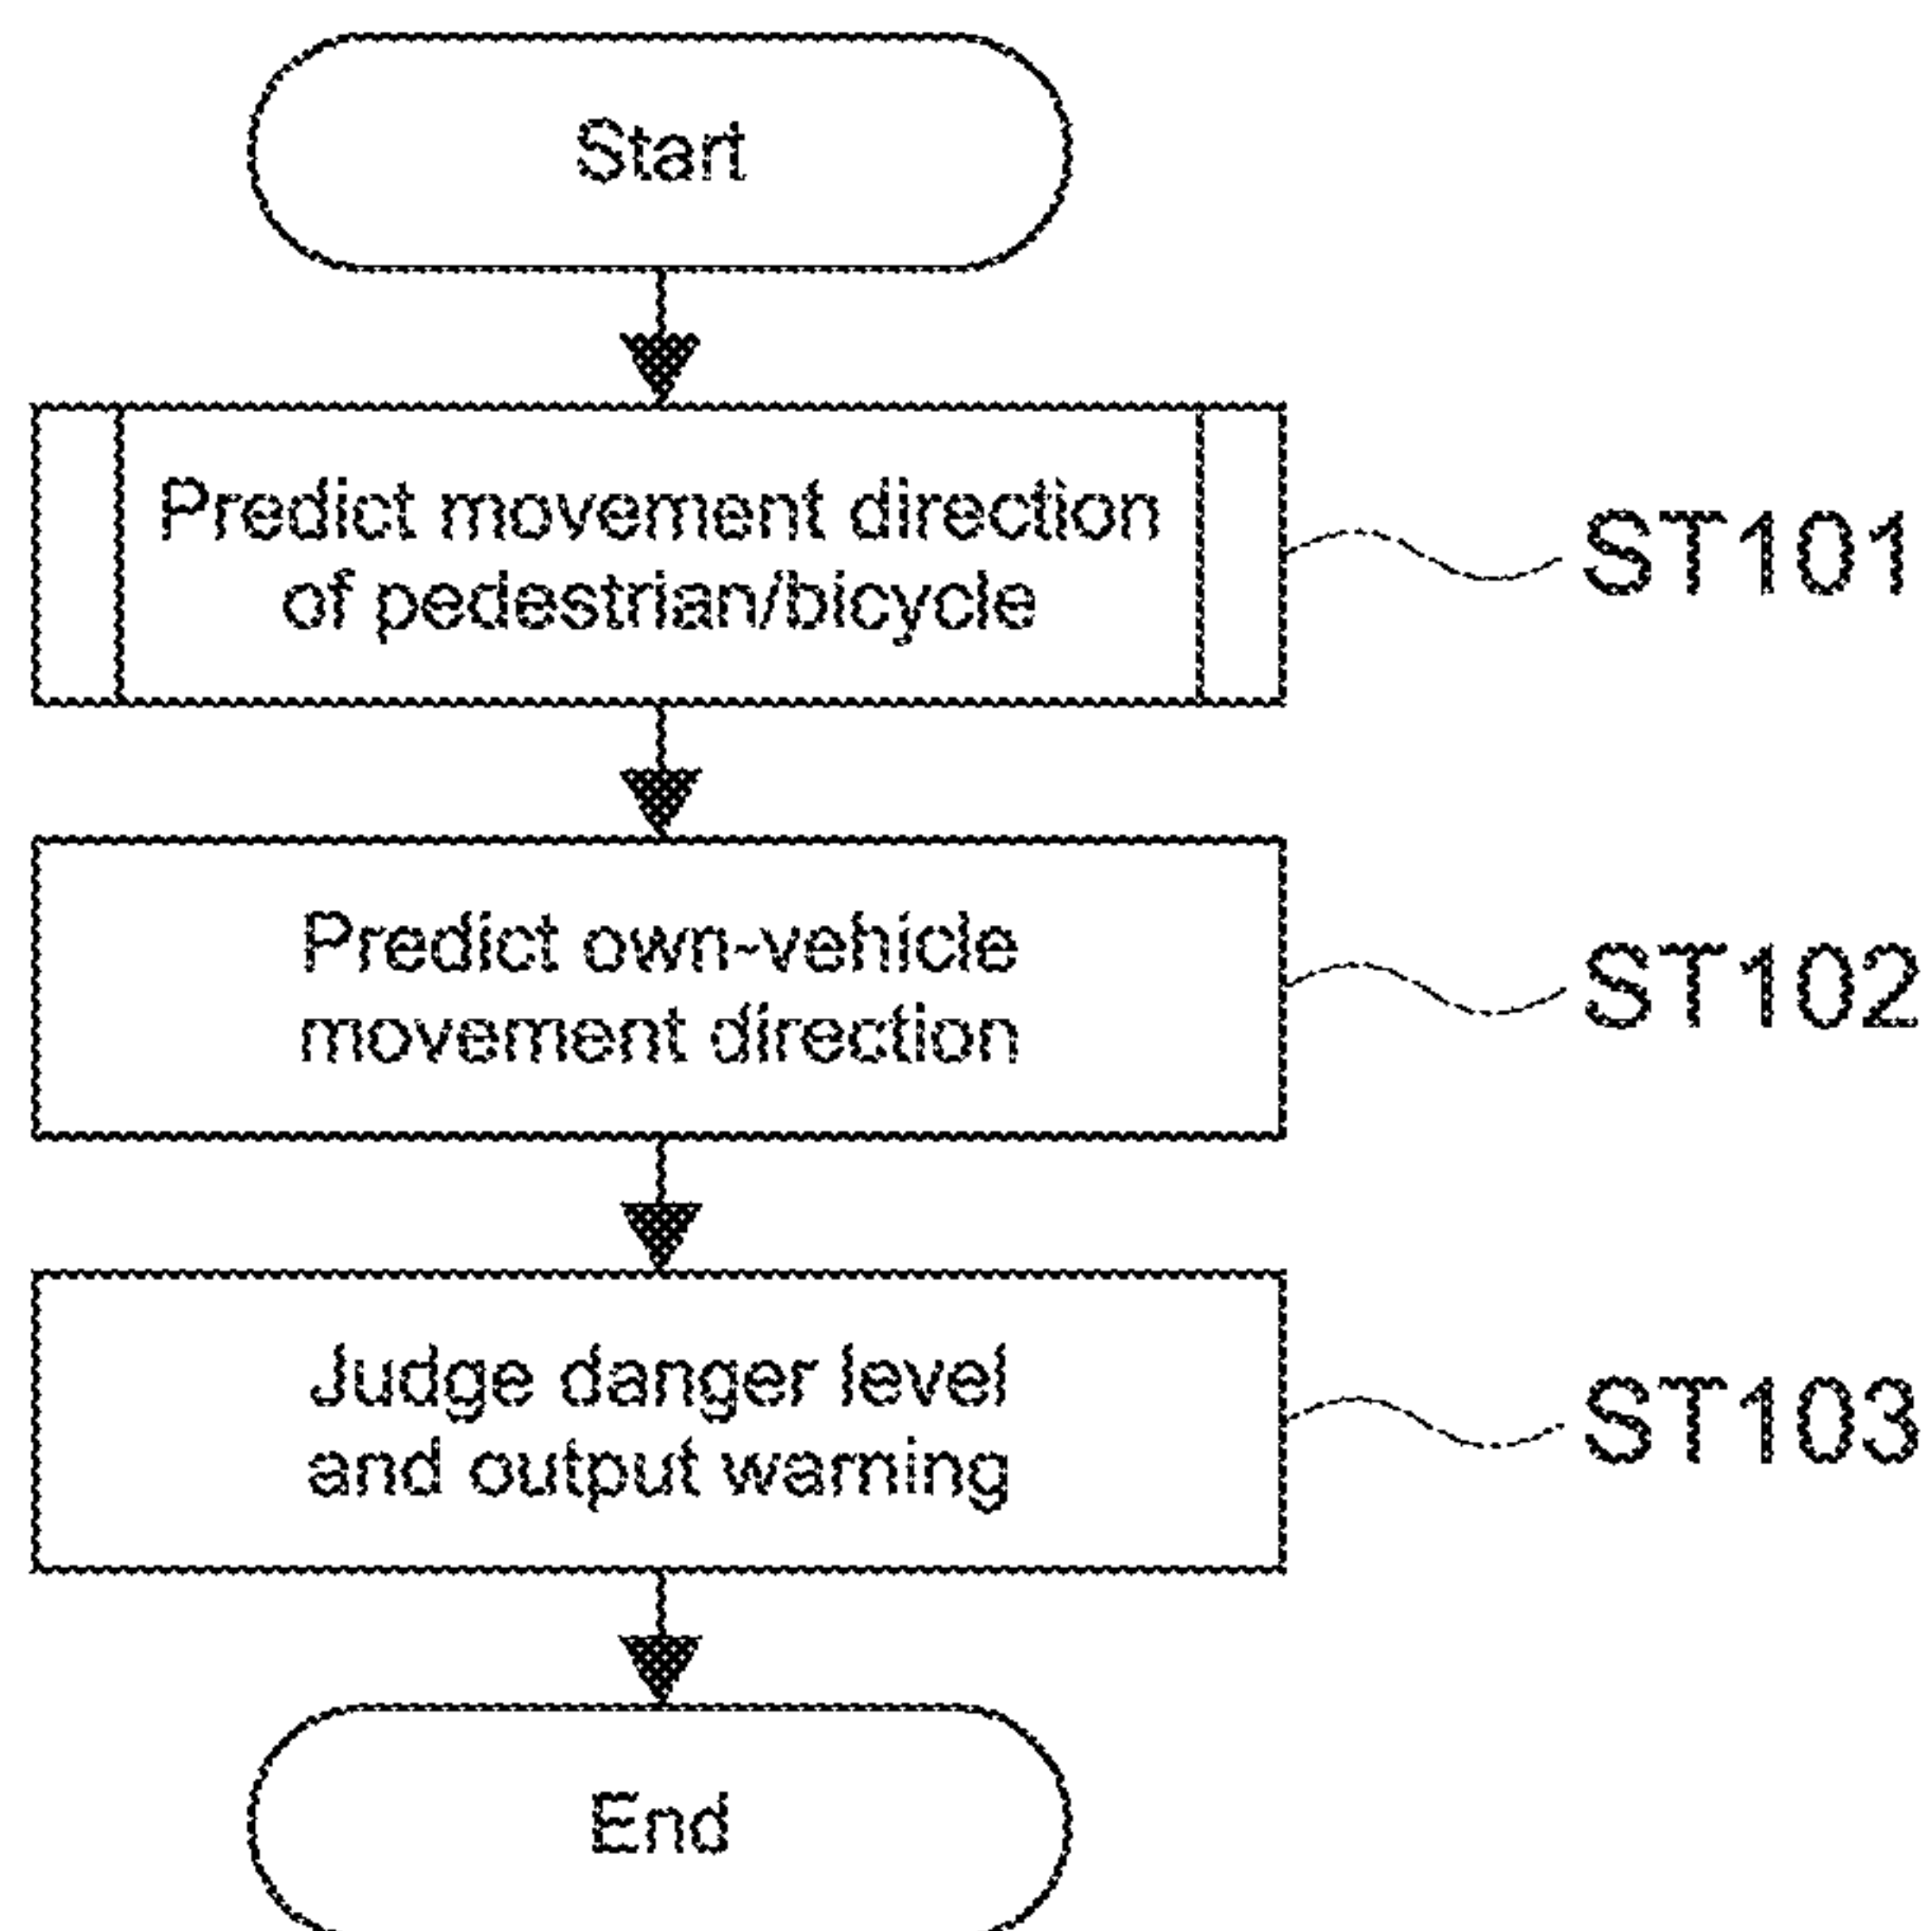 Start
Predict movement direction
of pedestrian/bicycle
ST101
Predict own-vehicle
movement direction
ST102
Judge danger level
and output warning
ST103
End